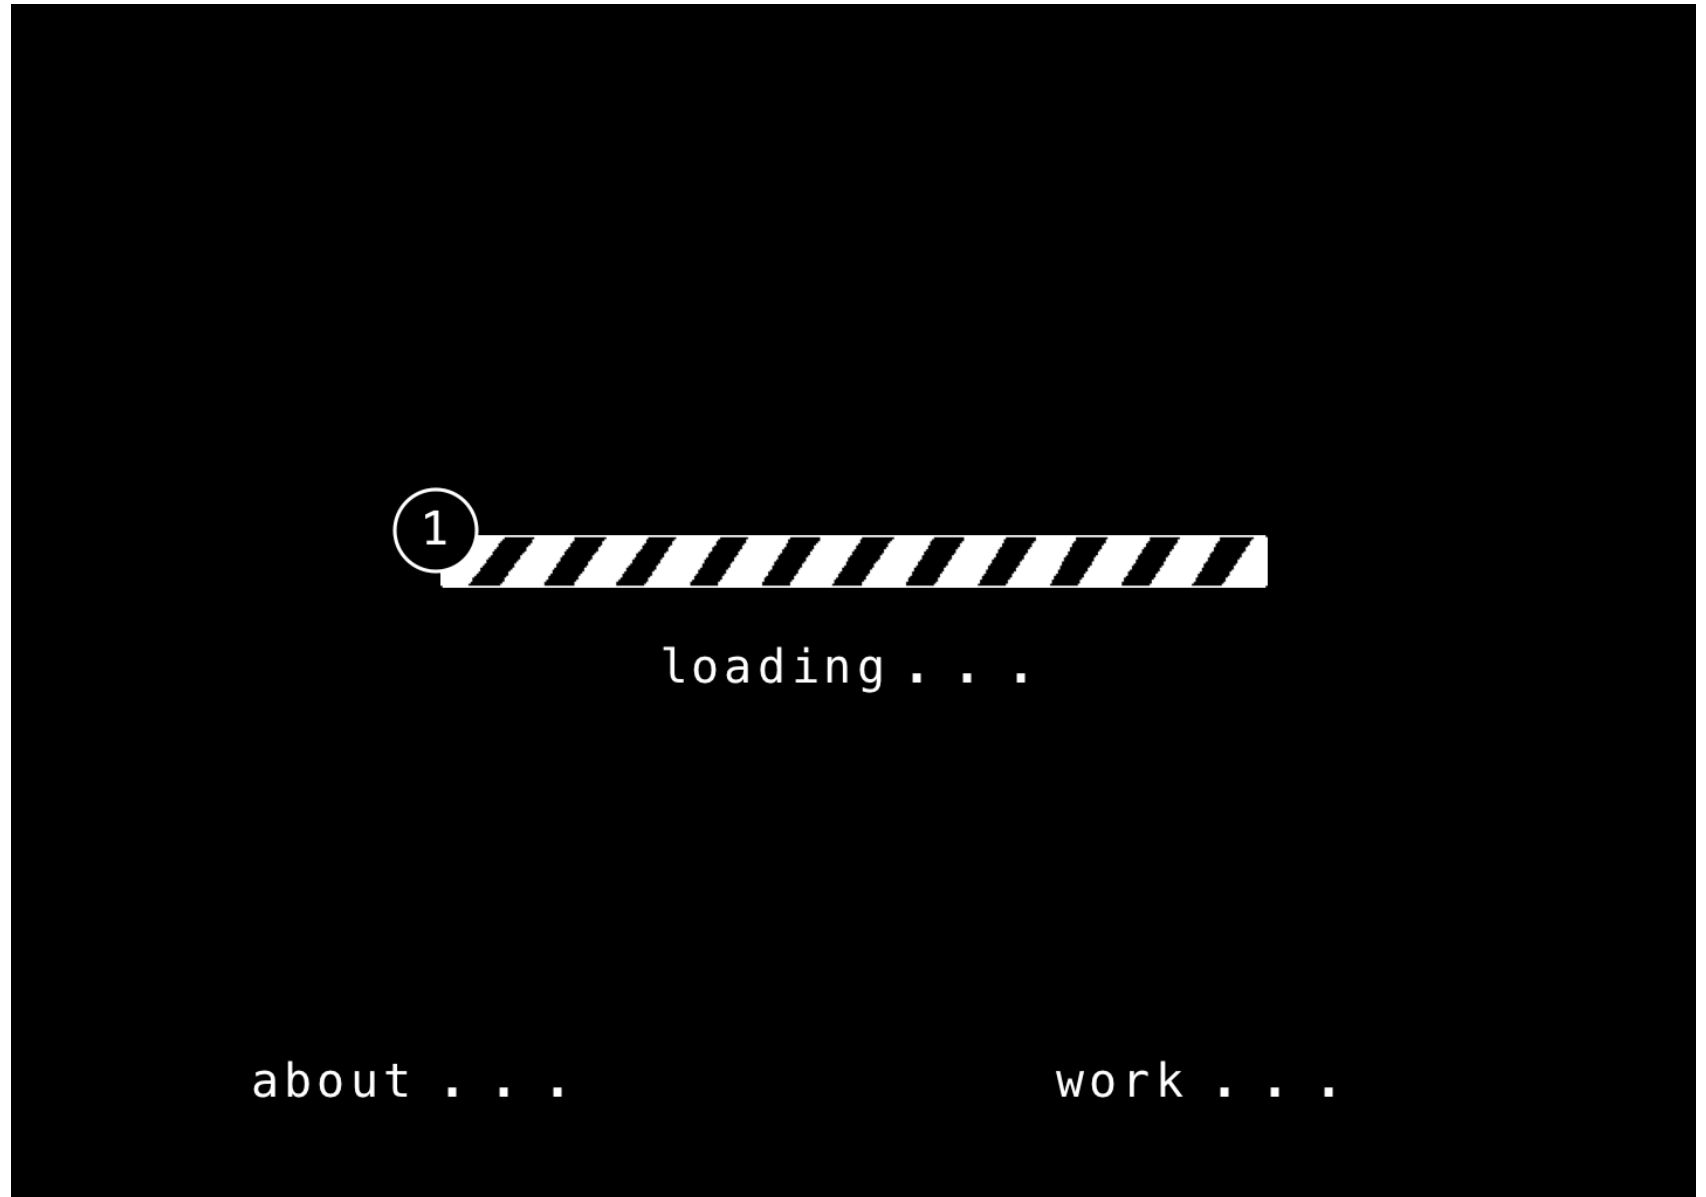 1
loading . . .
about . . .
work . . .